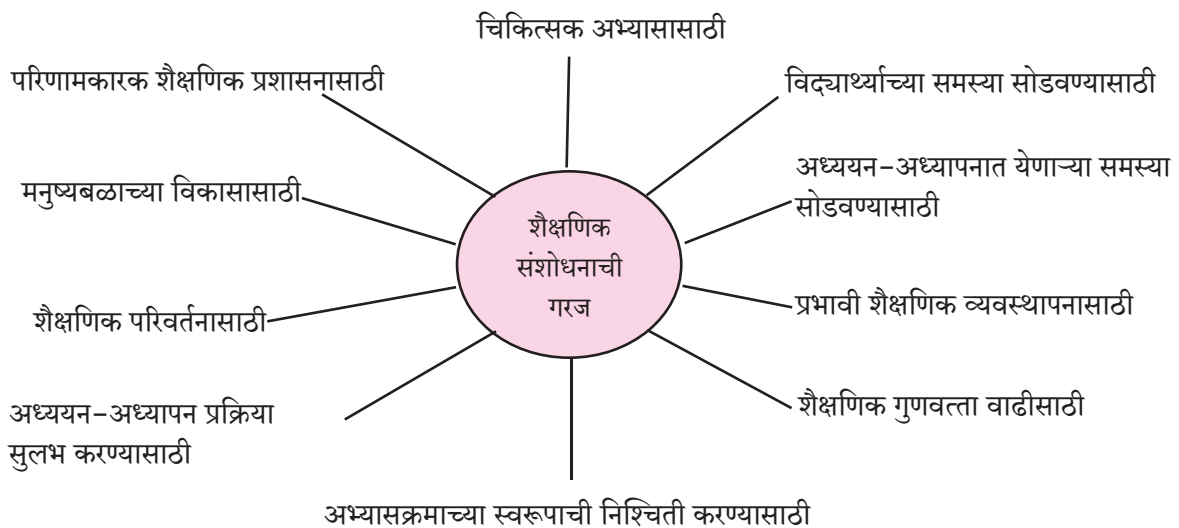 चिकित्सक अभ्यासासाठी
परिणामकारक शैक्षणिक प्रशासनासाठी
विद्यार्थ्याच्या समस्या सोडवण्यासाठी
मनुष्यबळाच्या विकासासाठी
अध्ययन-अध्यापनात येणाऱ्या समस्या
सोडवण्यासाठी
शैक्षणिक
संशोधनाची
गरज
शैक्षणिक परिवर्तनासाठी
प्रभावी शैक्षणिक व्यवस्थापनासाठी
अध्ययन-अध्यापन प्रक्रिया
सुलभ करण्यासाठी
शैक्षणिक गुणवत्ता वाढीसाठी
अभ्यासक्रमाच्या स्वरूपाची निश्चिती करण्यासाठी